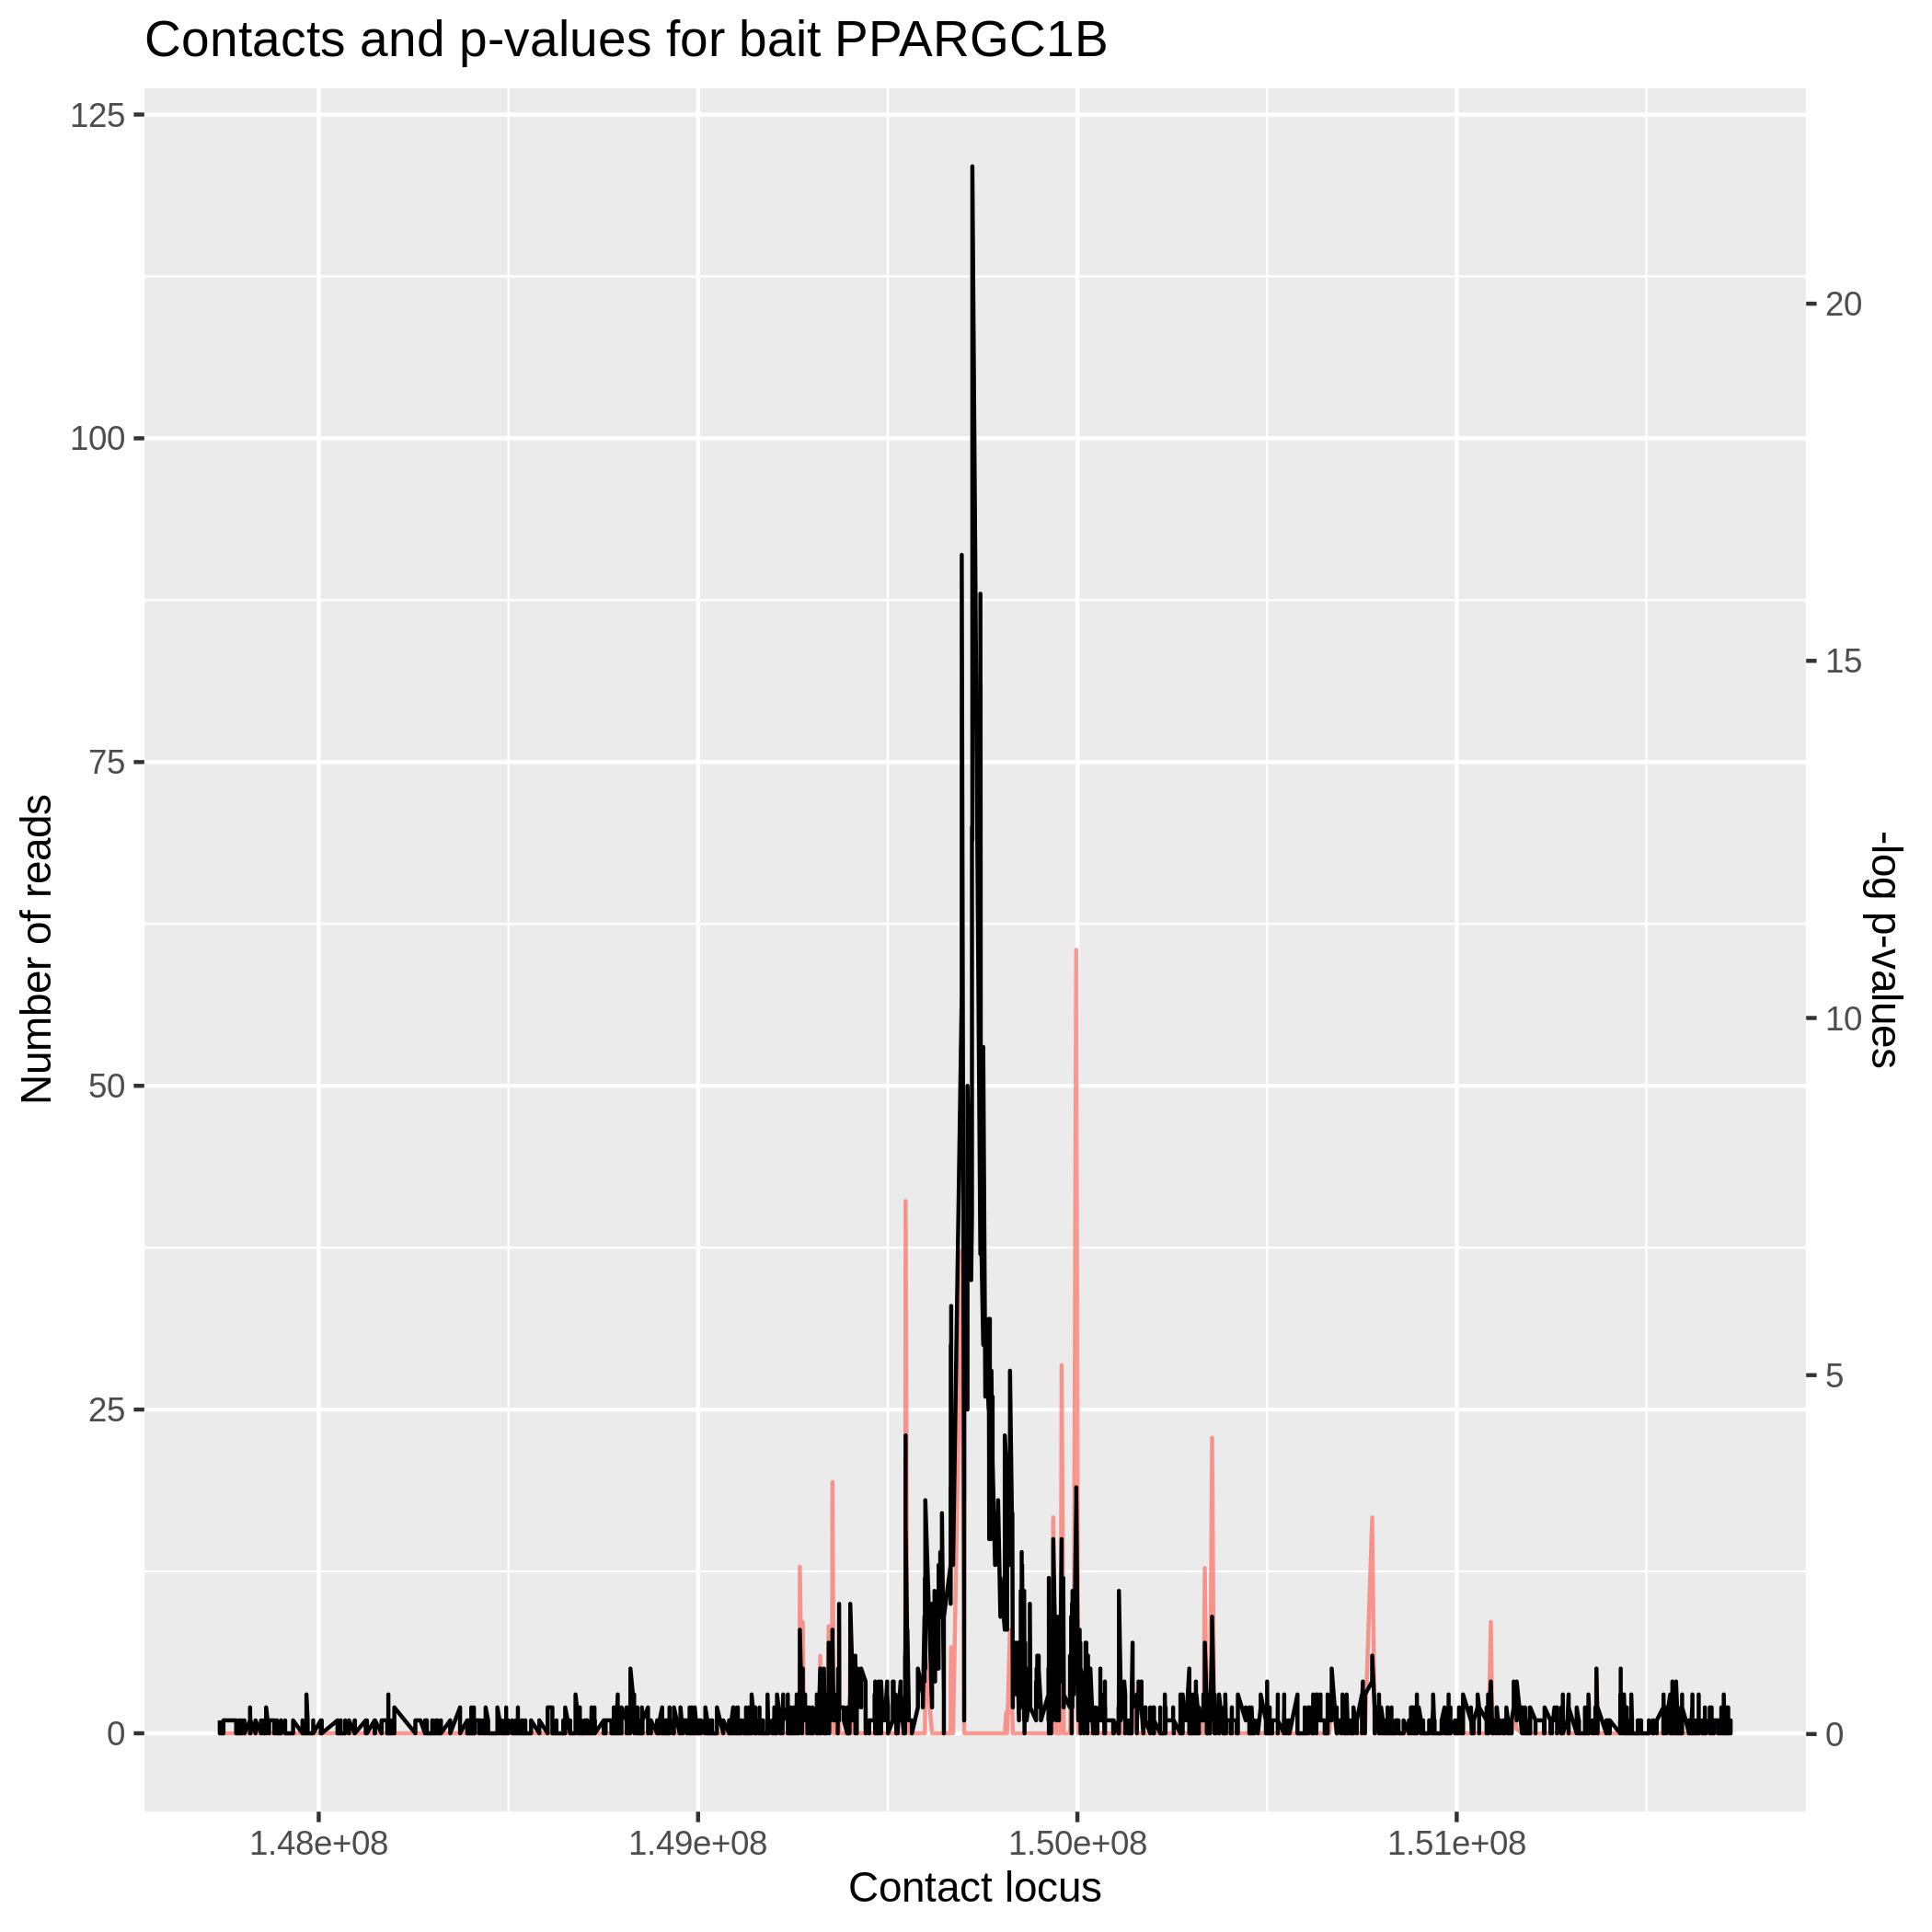 Contacts and p-values for bait PPARGC1B
125
100
75
50
25
0
Number of reads
20
15
10
5
0
-log p-values
1.48e+08
1.49e+08
1.50e+08
1.51e+08
Contact locus